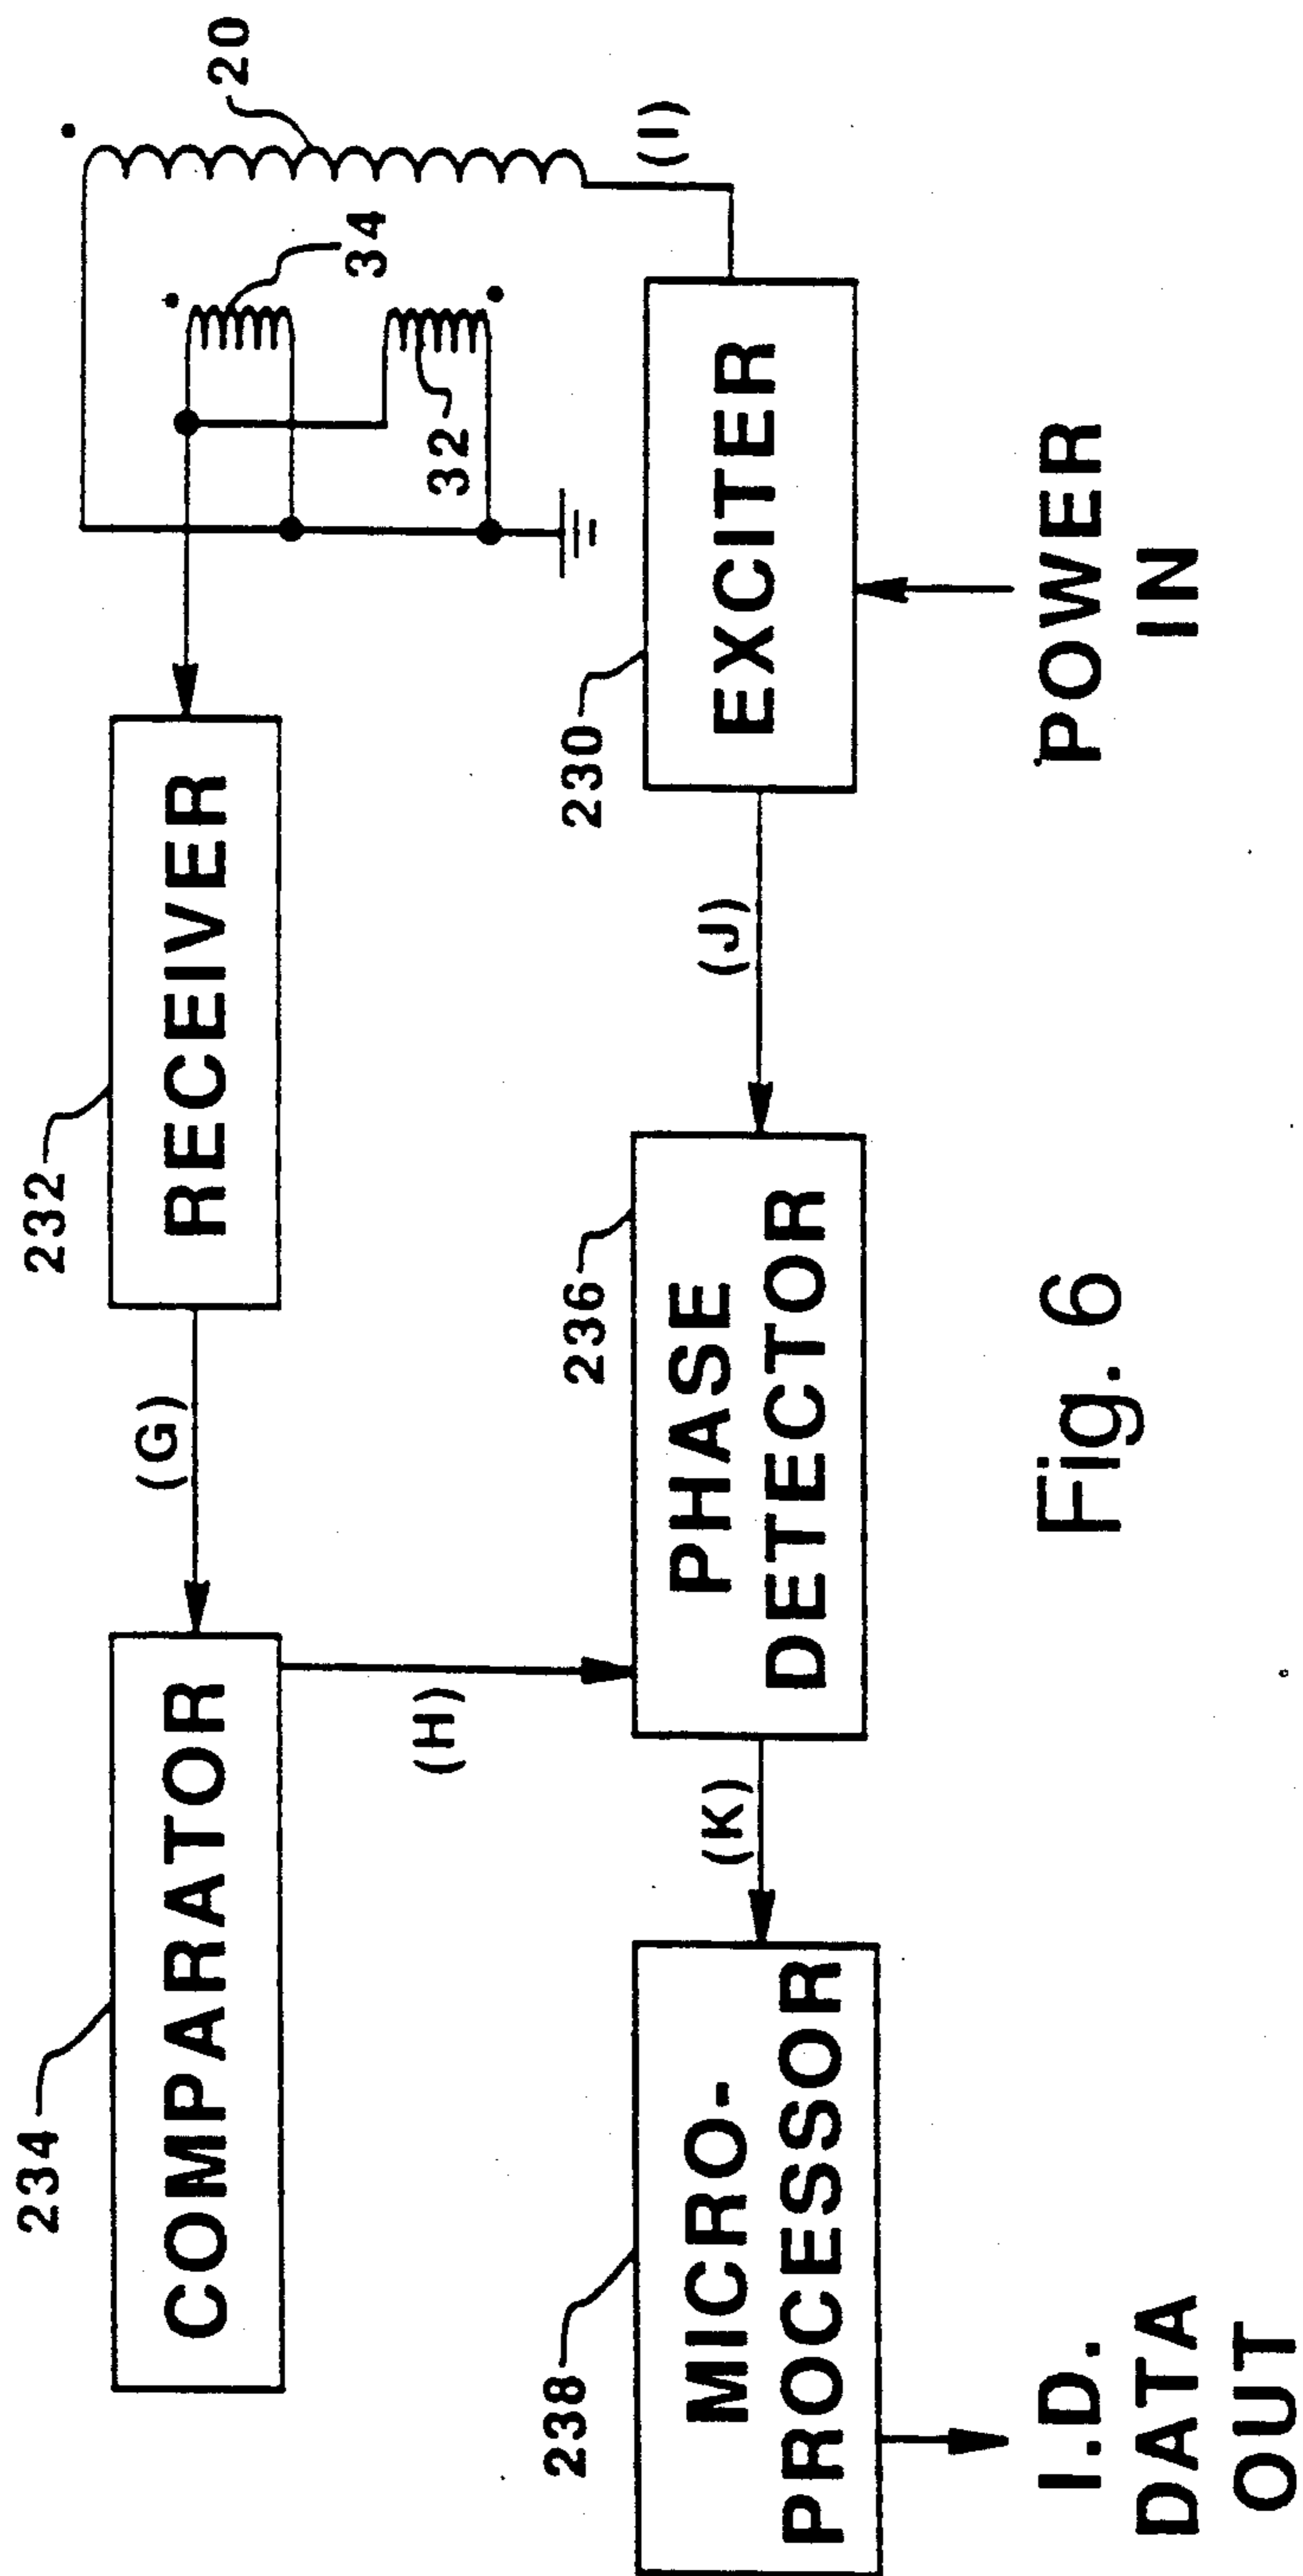 234
COMPARATOR
(G)
232
RECEIVER
34
20
32
(H)
(I)
238
MICRO-
PROCESSOR
(K)
236
PHASE
DETECTOR
(J)
230
EXCITER
I.D.
DATA
OUT
POWER
IN
Fig. 6